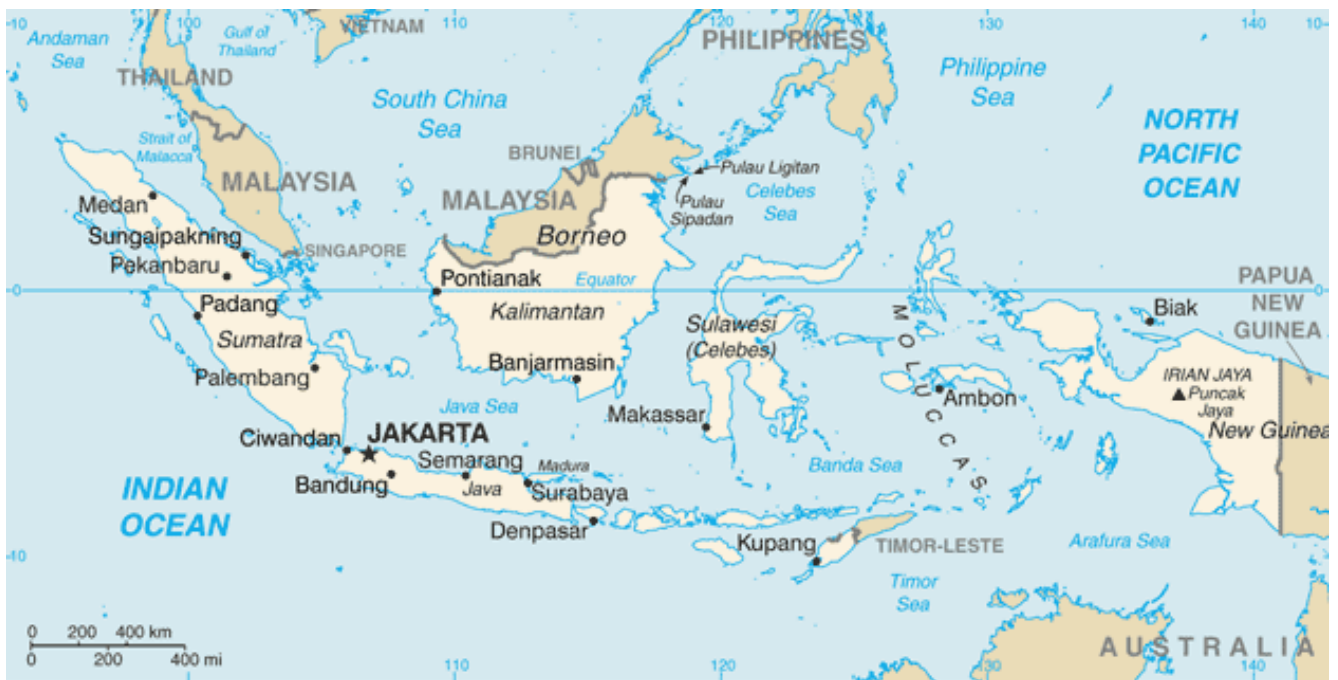 100
110
120
130
140
10
Andaman
Sea
Gulf of
Thailand
VIETNAM
PHILIPPINES
THAILAND
Philippine
Sea
South China
Sea
NORTH
PACIFIC
OCEAN
Strait of
Malacca
BRUNEI
Pulau Ligitan
MALAYSIA
MALAYSIA
Celebes
Sea
Pulau
Sipadan
Medan
Borneo
Sungaipakning
SINGAPORE
Pekanbaru
Pontianak
Equator
PAPUA
NEW
GUINEA
0
0
Padang
Kalimantan
Biak
Sumatra
Sulawesi
(Celebes)
MOLUCCAS
Banjarmasin
Palembang
IRIAN JAYA
Puncak
Jaya
Ambon
Java Sea
Makassar
New Guinea
Ciwandan
JAKARTA
Semarang
Madura
Banda Sea
Bandung
Java
Surabaya
INDIAN
OCEAN
Denpasar
Kupang
TIMOR-LESTE
Arafura Sea
-10
Timor
Sea
0 200 400 km
0 200 400 mi
AUSTRALIA
110
120
130
140